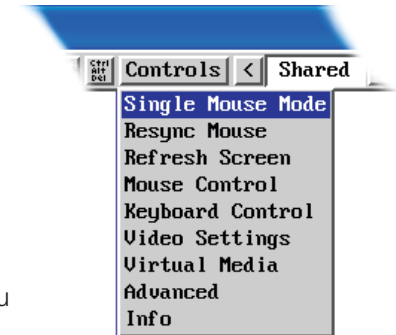 Ctrl
Alt
Del
Controls < Shared
Single Mouse Mode
Resync Mouse
Refresh Screen
Mouse Control
Keyboard Control
Video Settings
Virtual Media
Advanced
Info
u